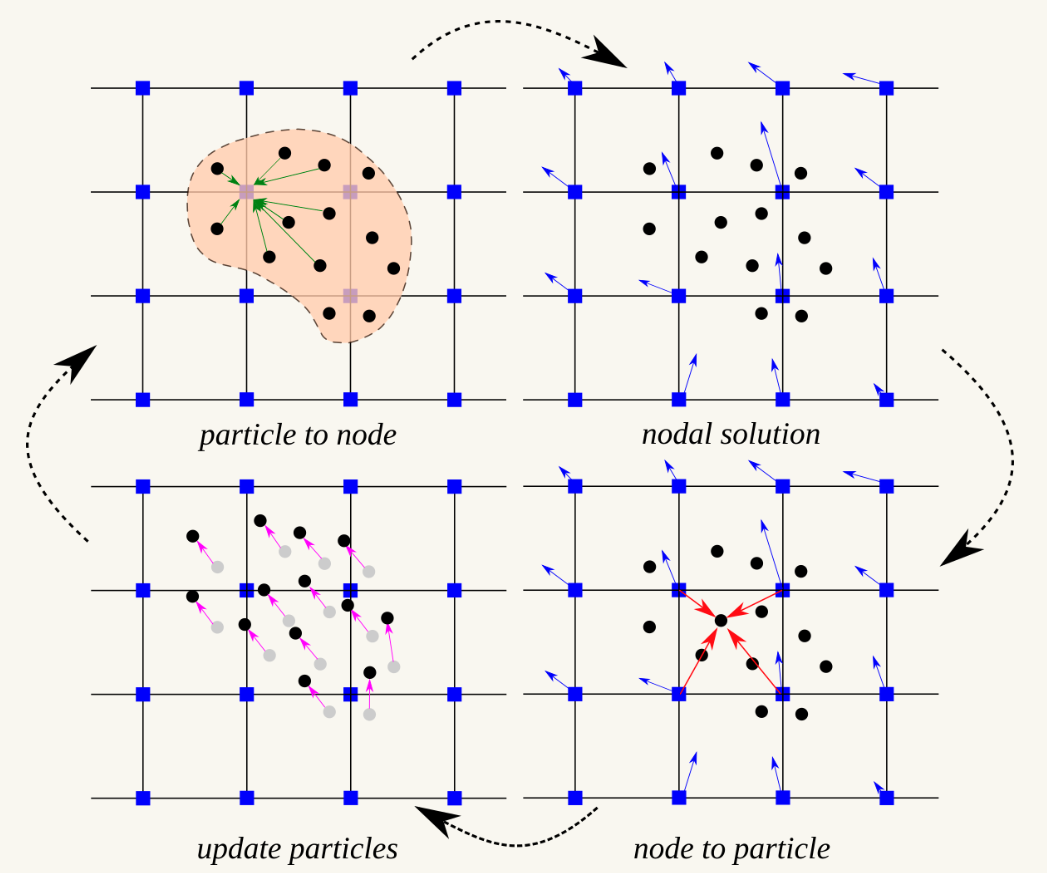 particle to node
nodal solution
update particles
node to particle